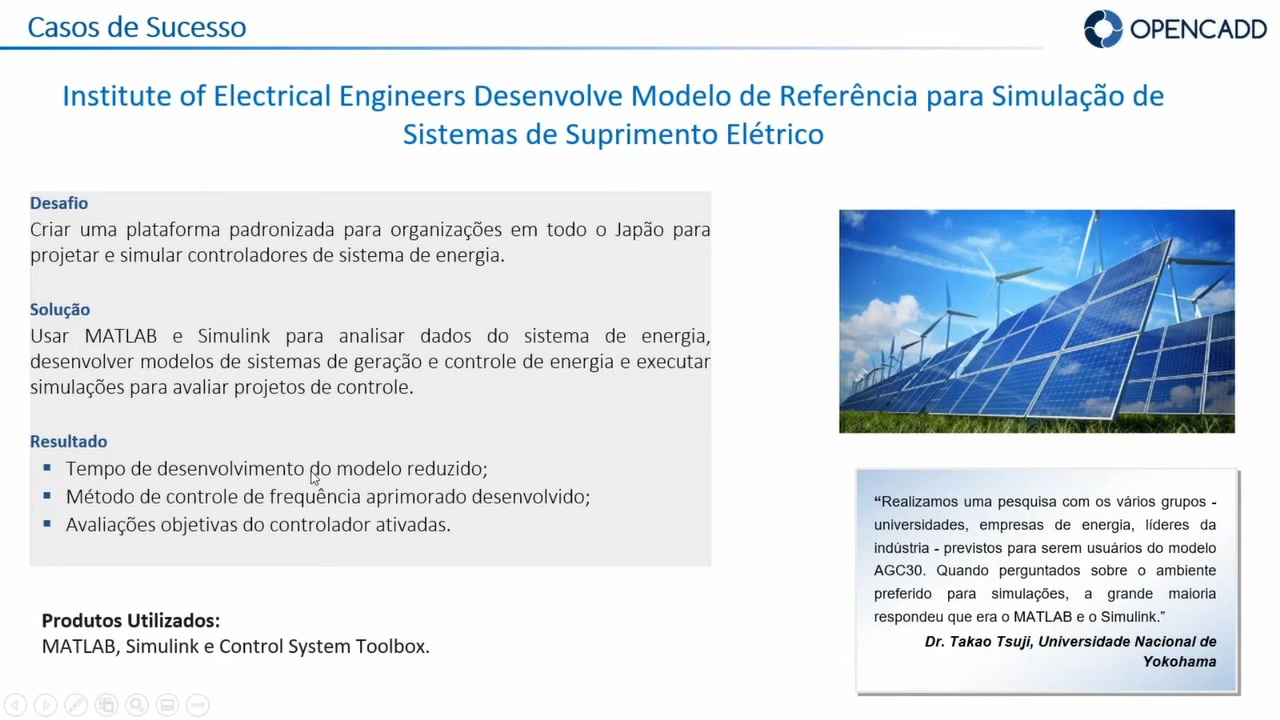 Casos de Sucesso
OPENCADD
Institute of Electrical Engineers Desenvolve Modelo de Referência para Simulação de
Sistemas de Suprimento Elétrico
Desafio
Criar uma plataforma padronizada para organizações em todo o Japão para
projetar e simular controladores de sistema de energia.
Solução
Usar MATLAB e Simulink para analisar dados do sistema de energia,
desenvolver modelos de sistemas de geração e controle de energia e executar
simulações para avaliar projetos de controle.
Resultado
▪ Tempo de desenvolvimento do modelo reduzido;
▪ Método de controle de frequência aprimorado desenvolvido;
▪ Avaliações objetivas do controlador ativadas.
Produtos Utilizados:
MATLAB, Simulink e Control System Toolbox.
“Realizamos uma pesquisa com os vários grupos -
universidades, empresas de energia, líderes da
indústria - previstos para serem usuários do modelo
AGC30. Quando perguntados sobre o ambiente
preferido para simulações, a grande maioria
respondeu que era o MATLAB e o Simulink.”
Dr. Takao Tsuji, Universidade Nacional de
Yokohama